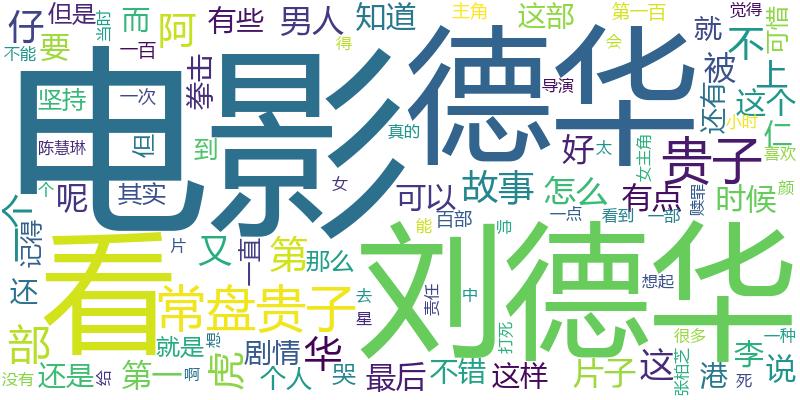 仔
但是
而
有些
男人
知道
这部
主角
第一百
觉得
要
阿
当时
得
会
就
不
可惜
不能
一百
拳击
电影
德华
导演
被
上
坚持
一次
还有
这个
陈慧琳
但
到
真的
好
太
女主角
贵子
小时
仁
喜欢
个
呢
其实
女
可以
故事
怎么
有点
时候
颜
一个
记得
片
又
一直
第
那么
能
百部
帅
一点
看到
一部
赎罪
还
看
常盘贵子
去
星
责任
中
刘德华
想起
部
就是
想
虎
剧情
华
打死
很多
一种
没有
还是
给
第一
啊
个人
哭
最后
不错
这样
片子
这
张柏芝
港
李
死
说